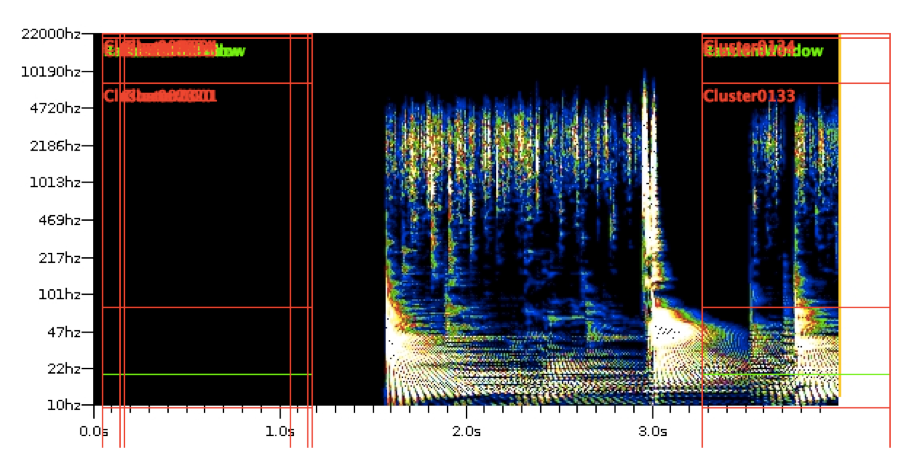 22000hz
Cluster0134
RandomWindow
10190hz
Cluster0133
4720hz
2186hz
1013hz
469hz
217hz
101hz
47hz
22hz
10hz
0.0s 1.0s 2.0s 3.0s